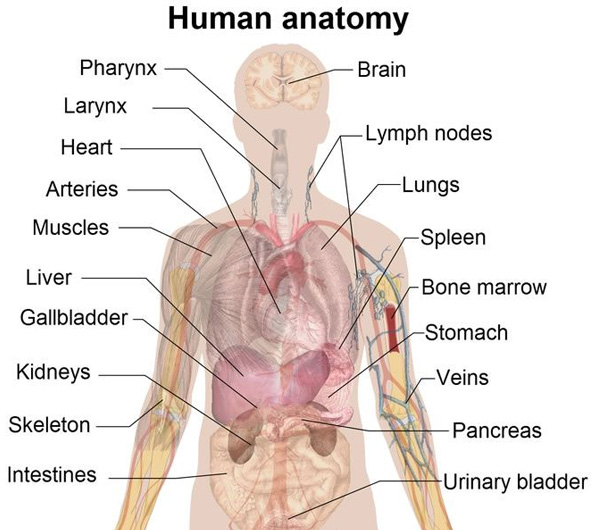 Human anatomy
Pharynx
Brain
Larynx
Lymph nodes
Heart
Arteries
Lungs
Muscles
Spleen
Liver
Bone marrow
Gallbladder
Stomach
Kidneys
Veins
Skeleton
Pancreas
Intestines
Urinary bladder